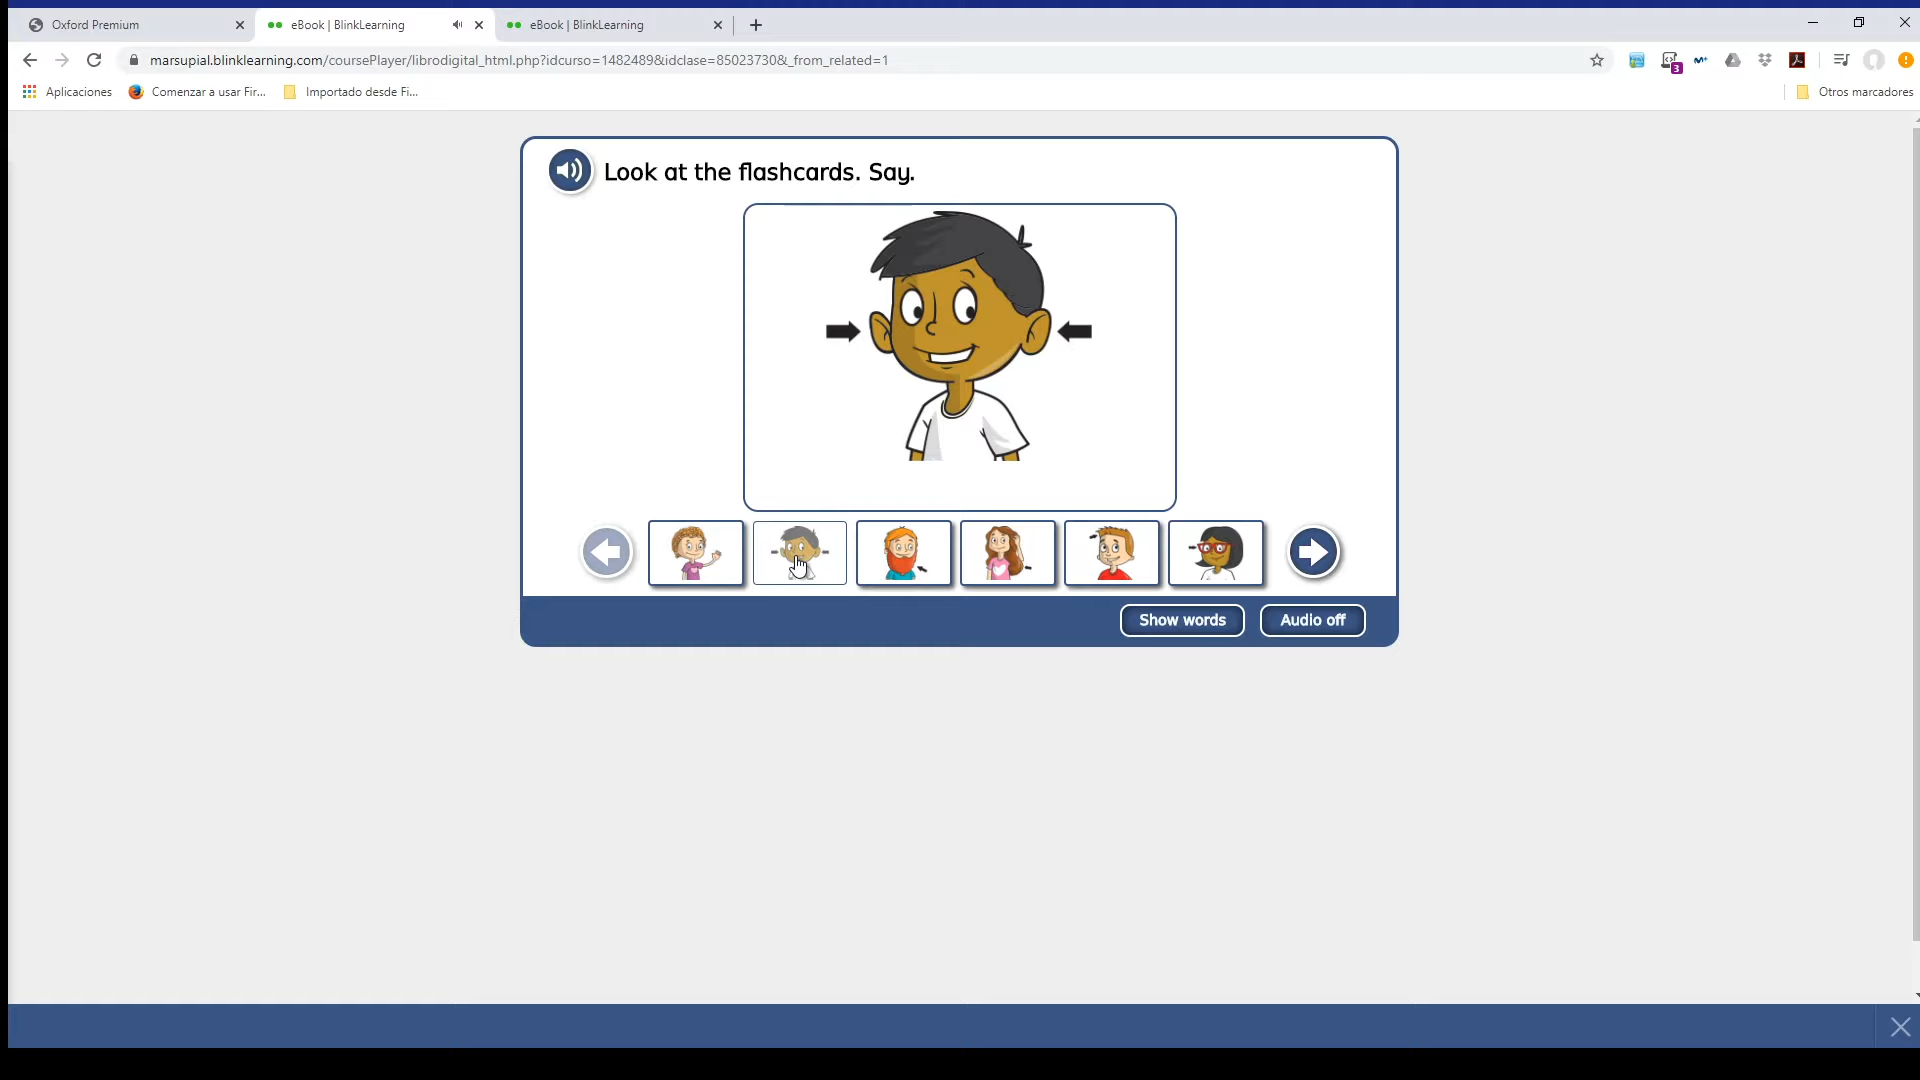 Oxford Premium
eBook | BlinkLearning
eBook | BlinkLearning
marsupial.blinklearning.com/coursePlayer/librodigital_html.php?idcurso=1482489&idclase=85023730&_from_related=1
3
Aplicaciones
Comenzar a usar Fir...
Importado desde Fi...
Otros marcadores
Look at the flashcards. Say.
Show words
Audio off